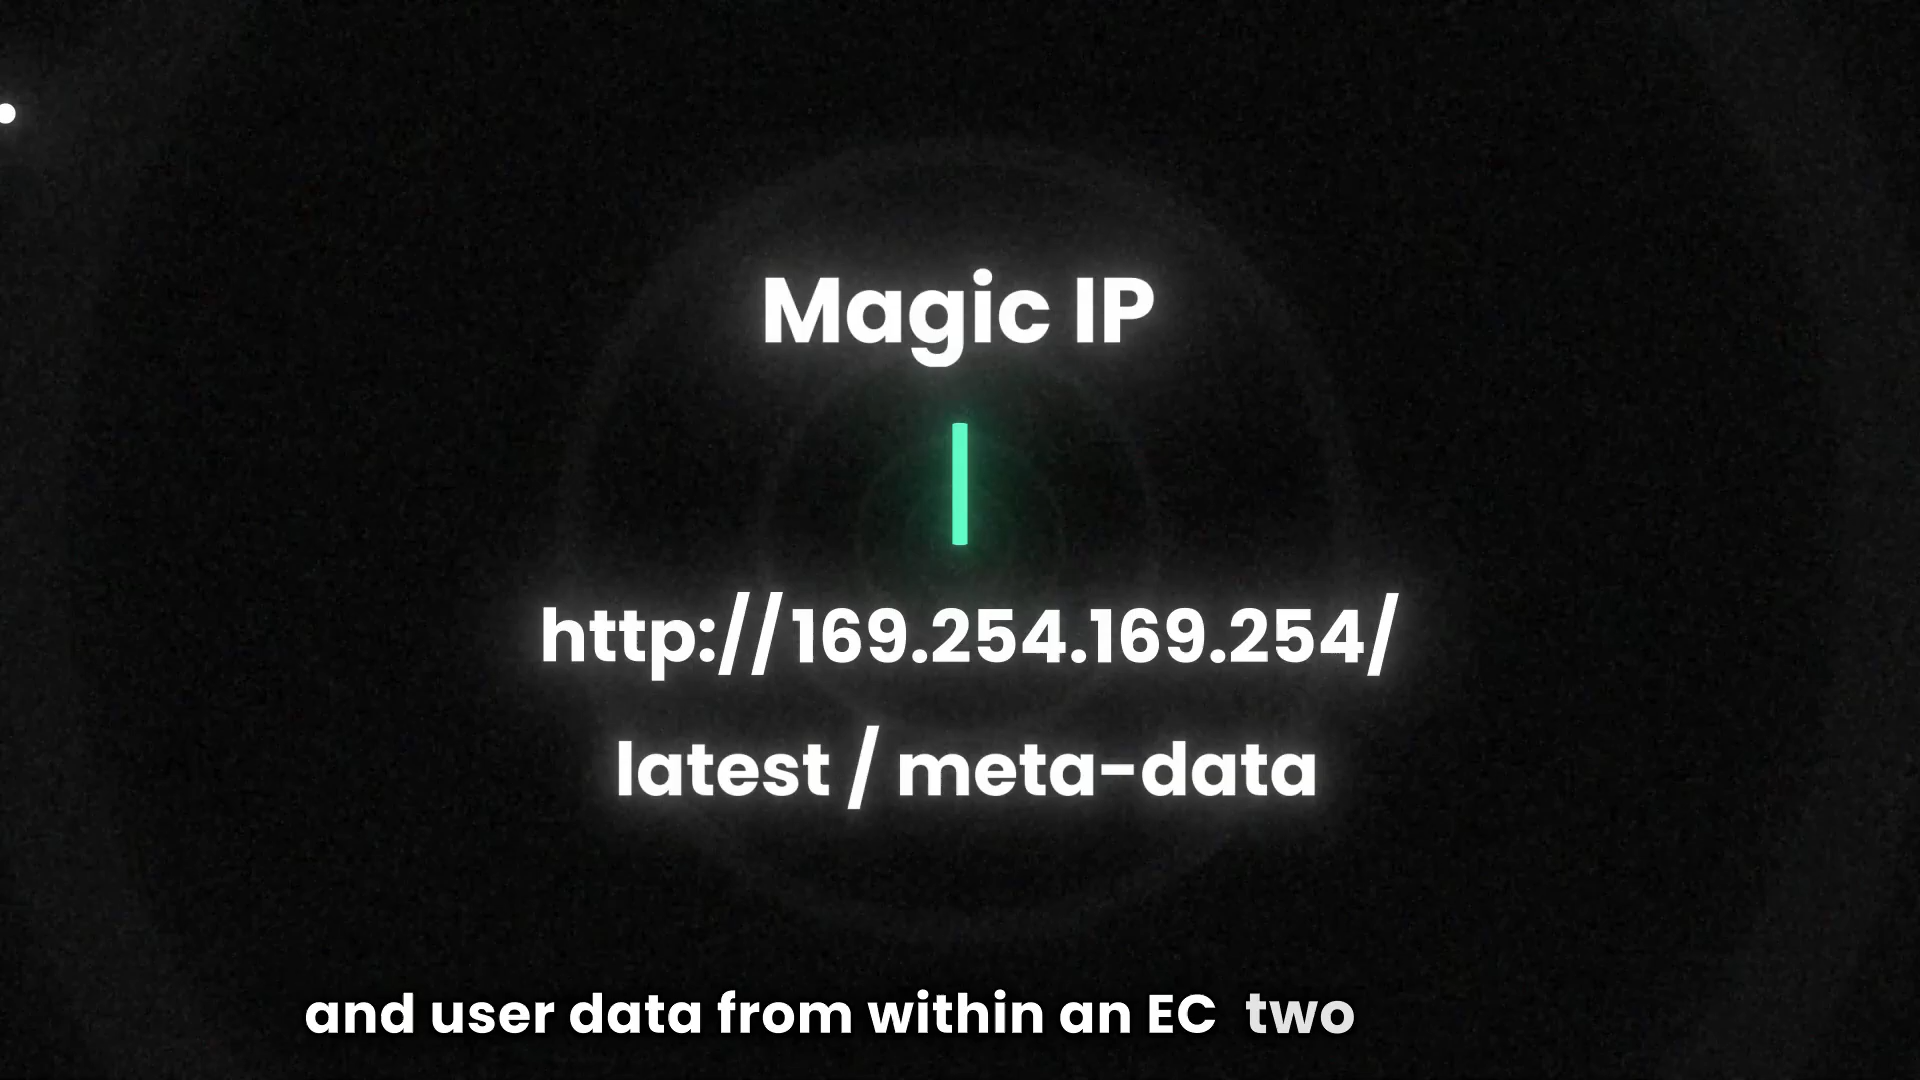 Magic IP
http://169.254.169.254/
latest / meta-data
and user data from within an EC two